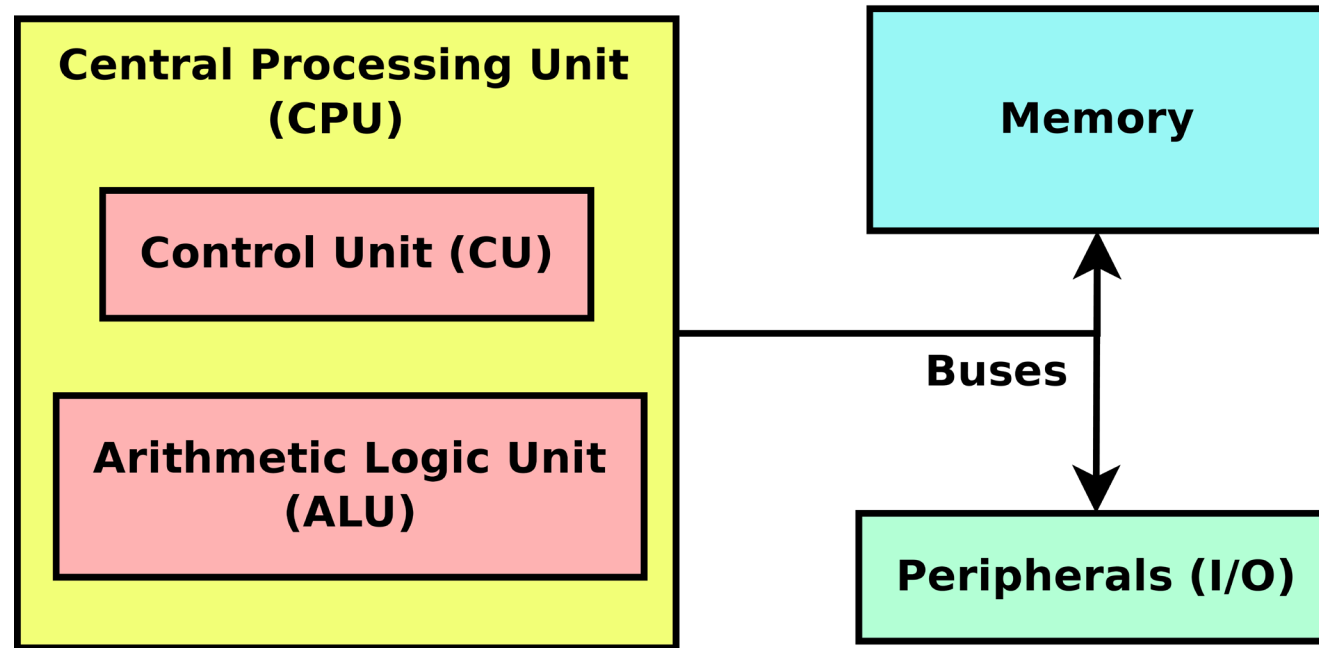 Central Processing Unit
(CPU)
Control Unit (CU)
Arithmetic Logic Unit
(ALU)
Memory
Buses
Peripherals (I/O)